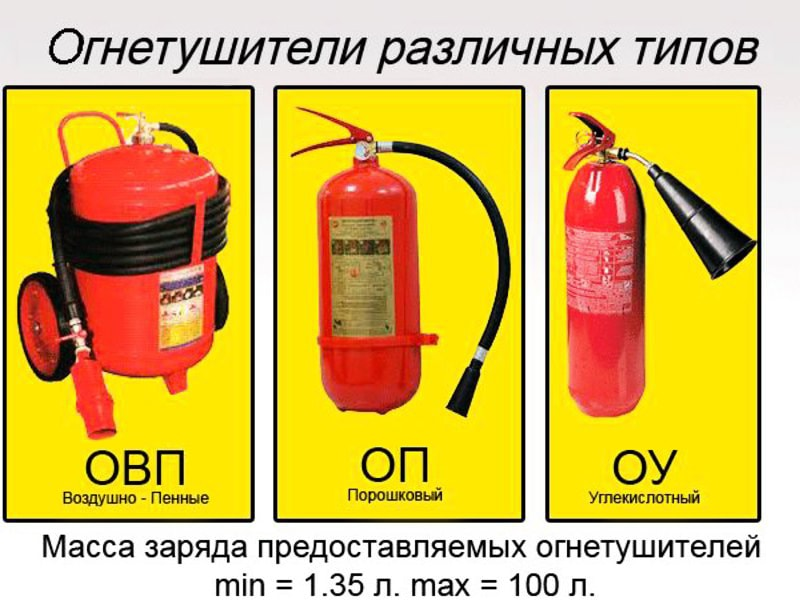 Огнетушители различных типов
ОВП
Воздушно - Пенные
ОП
Порошковый
ОУ
Углекислотный
Масса заряда предоставляемых огнетушителей
min = 1.35 л. max = 100 л.